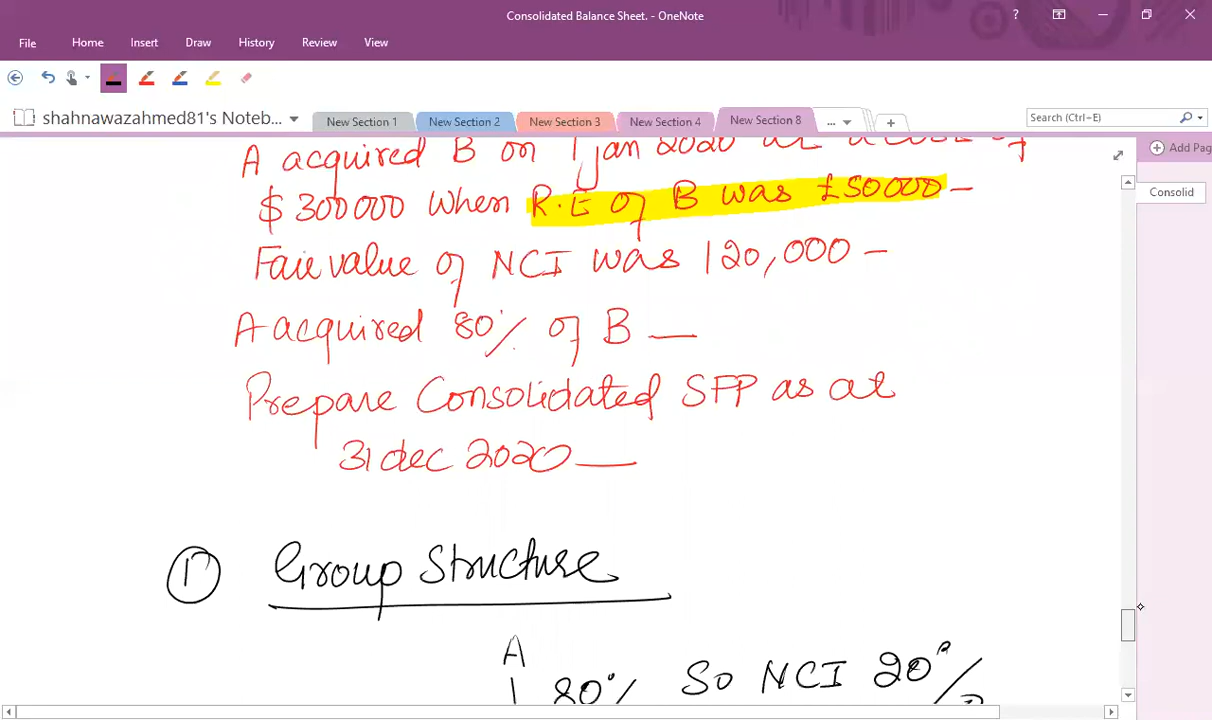 Consolidated Balance Sheet. - OneNote
File Home Insert Draw History Review View
shahnawazahmed81's Noteb... New Section 1 New Section 2 New Section 3 New Section 4 New Section 8 ... Search (Ctrl+E)
Add Pag
Consolid
A acquired B on 1 Jan 2020 at a cost of
$ 300000 when R.E of B was £50000-
Fair value of NCI was 120,000-
A acquired 80% of B —
Prepare Consolidated SFP as at
31 dec 2020 —
1 Group Structure
A
80% So NCI 20%